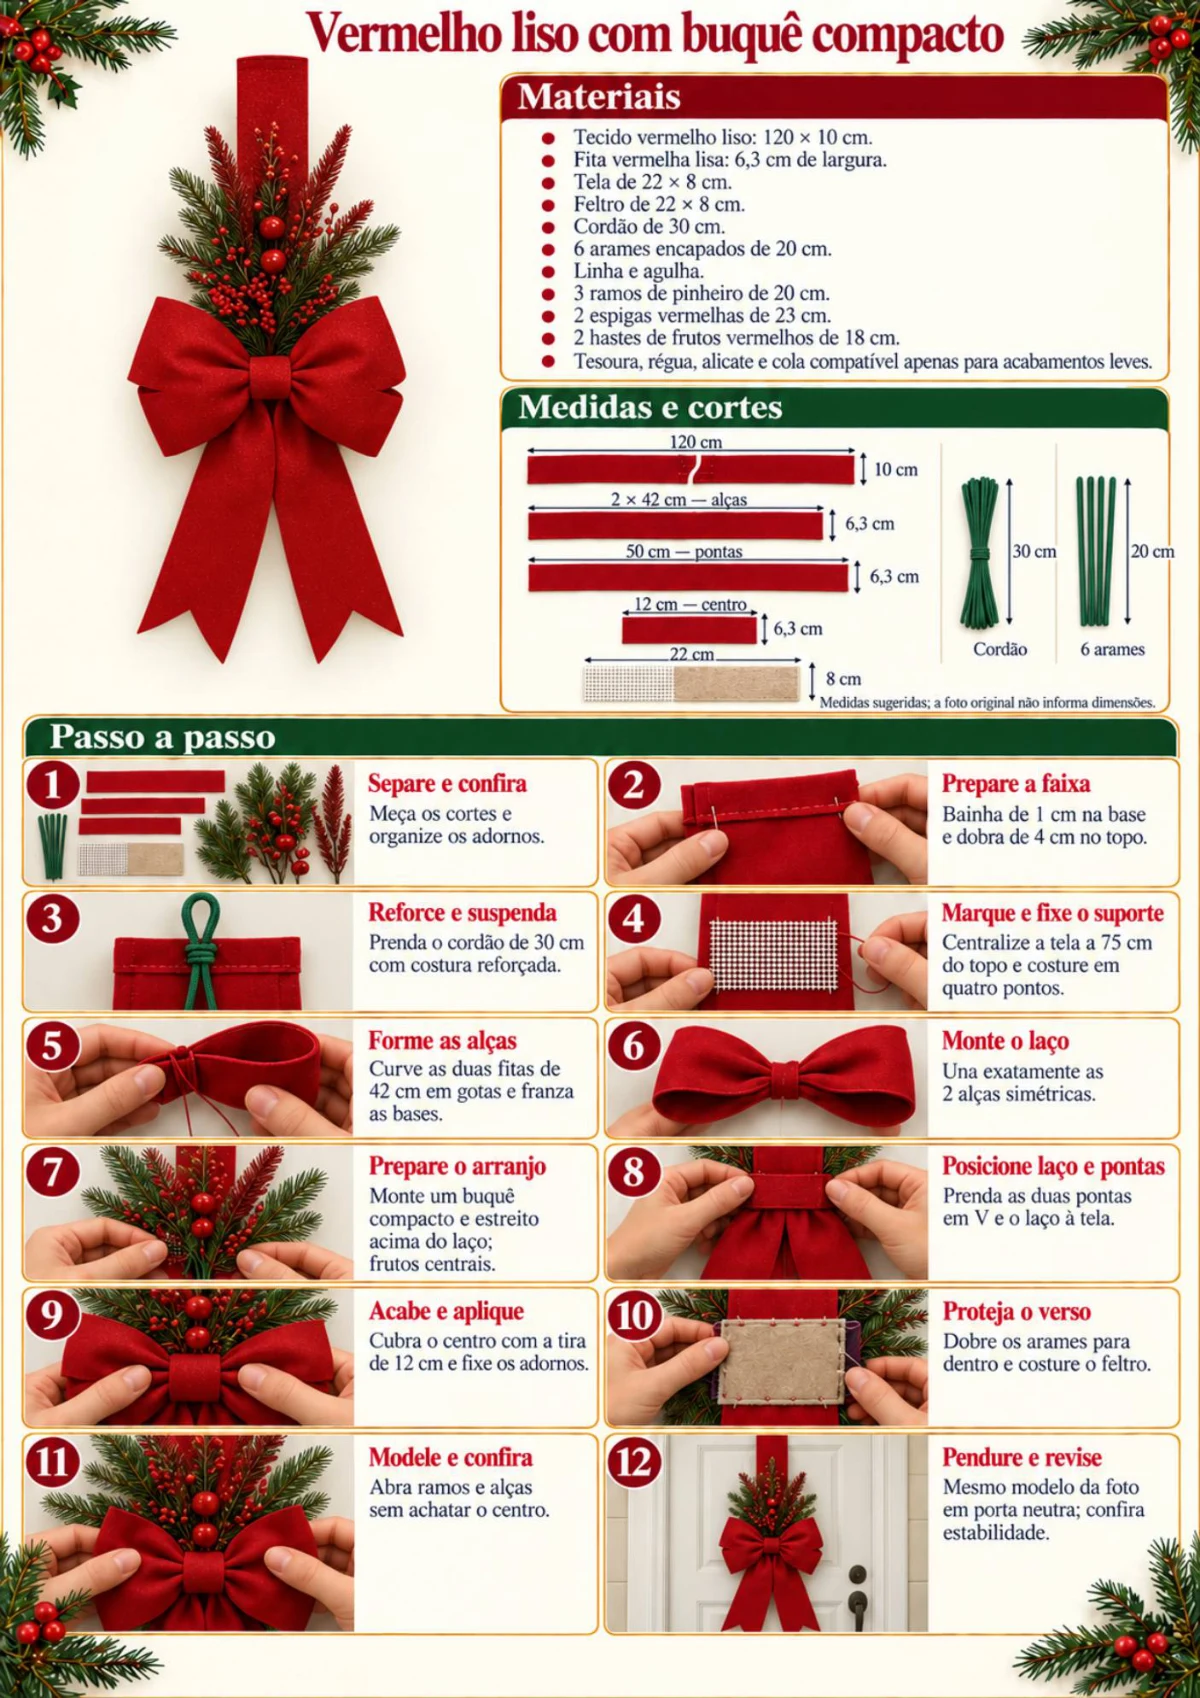 Vermelho liso com buquê compacto
Materiais
Tecido vermelho liso: 120 × 10 cm.
Fita vermelha lisa: 6,3 cm de largura.
Tela de 22 × 8 cm.
Feltro de 22 × 8 cm.
Cordão de 30 cm.
6 arames encapados de 20 cm.
Linha e agulha.
3 ramos de pinheiro de 20 cm.
2 espigas vermelhas de 23 cm.
2 hastes de frutos vermelhos de 18 cm.
Tesoura, régua, alicate e cola compatível apenas para acabamentos leves.
Medidas e cortes
120 cm
10 cm
2 × 42 cm — alças
6,3 cm
50 cm — pontas
6,3 cm
12 cm — centro
6,3 cm
22 cm
8 cm
30 cm
Cordão
20 cm
6 arames
Medidas sugeridas; a foto original não informa dimensões.
Passo a passo
1
Separe e confira
Meça os cortes e
organize os adornos.
2
Prepare a faixa
Bainha de 1 cm na base
e dobra de 4 cm no topo.
3
Reforce e suspenda
Prenda o cordão de 30 cm
com costura reforçada.
4
Marque e fixe o suporte
Centralize a tela a 75 cm
do topo e costure em
quatro pontos.
5
Forme as alças
Curve as duas fitas de
42 cm em gotas e franza
as bases.
6
Monte o laço
Una exatamente as
2 alças simétricas.
7
Prepare o arranjo
Monte um buquê
compacto e estreito
acima do laço;
frutos centrais.
8
Posicione laço e pontas
Prenda as duas pontas
em V e o laço à tela.
9
Acabe e aplique
Cubra o centro com a tira
de 12 cm e fixe os adornos.
10
Proteja o verso
Dobre os arames para
dentro e costure o feltro.
11
Modele e confira
Abra ramos e alças
sem achatar o centro.
12
Pendure e revise
Mesmo modelo da foto
em porta neutra; confira
estabilidade.